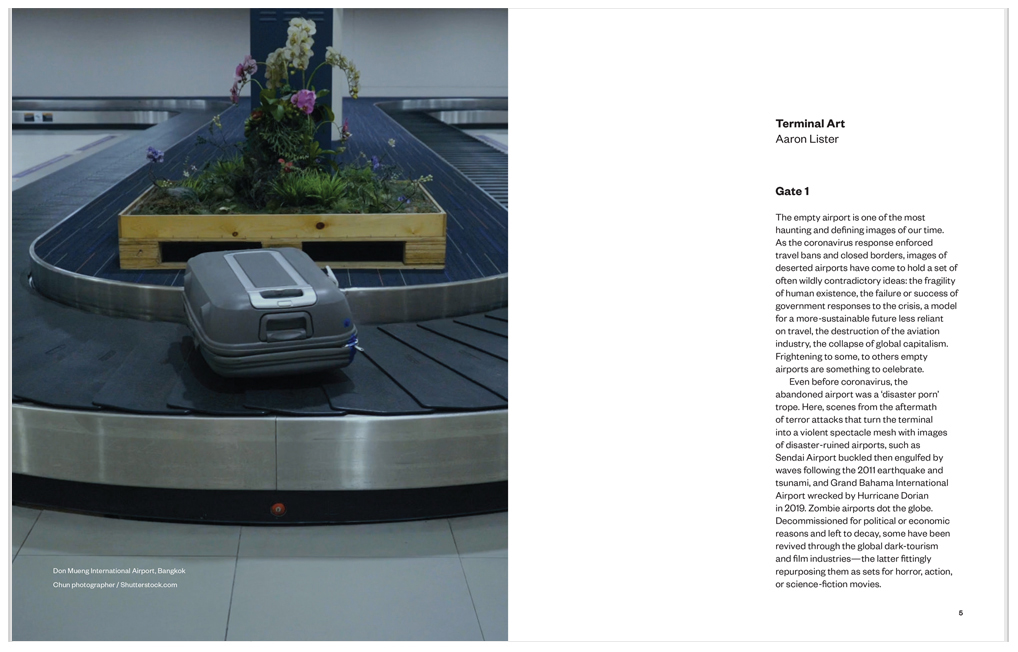 Don Mueng International Airport, Bangkok
Chun photographer / Shutterstock.com
Terminal Art
Aaron Lister
Gate 1
The empty airport is one of the most
haunting and defining images of our time.
As the coronavirus response enforced
travel bans and closed borders, images of
deserted airports have come to hold a set of
often wildly contradictory ideas: the fragility
of human existence, the failure or success of
government responses to the crisis, a model
for a more-sustainable future less reliant
on travel, the destruction of the aviation
industry, the collapse of global capitalism.
Frightening to some, to others empty
airports are something to celebrate.
Even before coronavirus, the
abandoned airport was a 'disaster porn'
trope. Here, scenes from the aftermath
of terror attacks that turn the terminal
into a violent spectacle mesh with images
of disaster-ruined airports, such as
Sendai Airport buckled then engulfed by
waves following the 2011 earthquake and
tsunami, and Grand Bahama International
Airport wrecked by Hurricane Dorian
in 2019. Zombie airports dot the globe.
Decommissioned for political or economic
reasons and left to decay, some have been
revived through the global dark-tourism
and film industries—the latter fittingly
repurposing them as sets for horror, action,
or science-fiction movies.
5